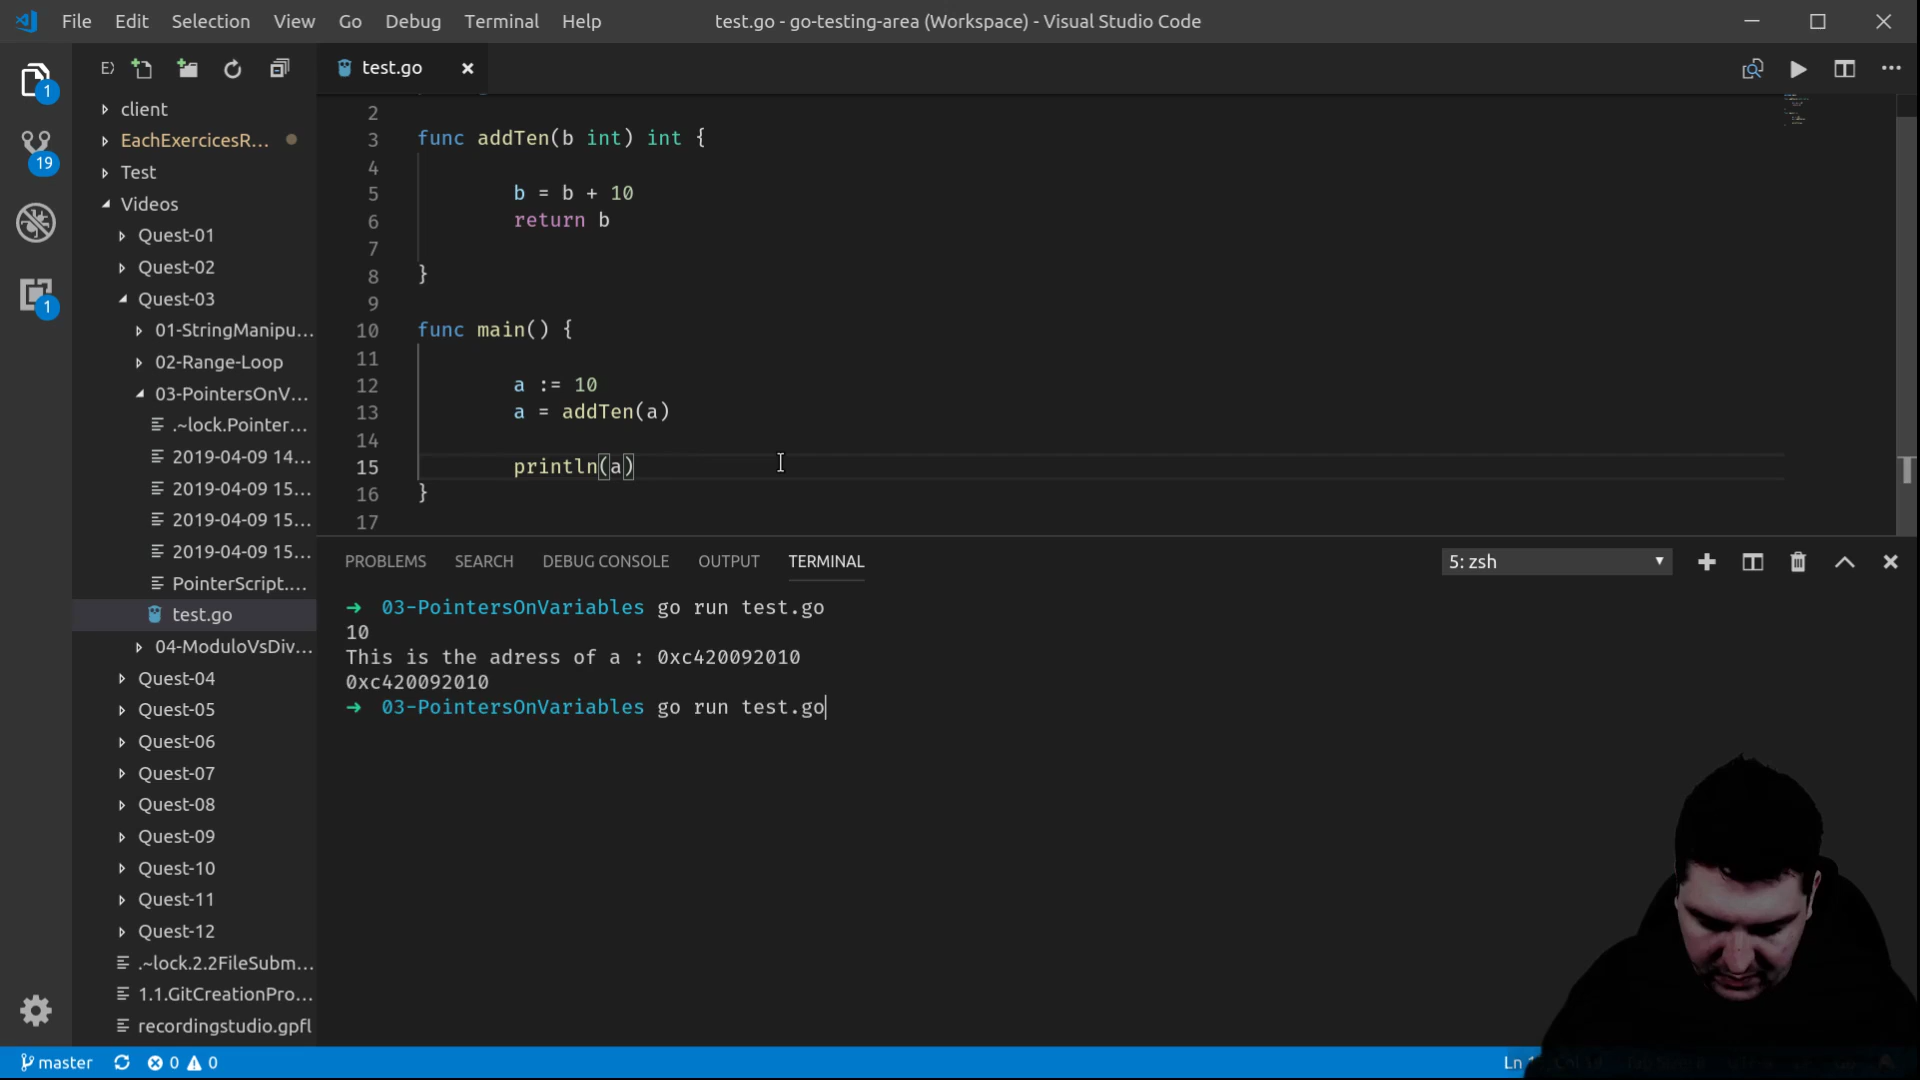 File Edit Selection View Go Debug Terminal Help
test.go - go-testing-area (Workspace) - Visual Studio Code
test.go
1
19
1
client
EachExercicesR...
Test
Videos
Quest-01
Quest-02
Quest-03
01-StringManipu...
02-Range-Loop
03-PointersOnV...
.~lock.Pointer...
2019-04-09 14...
2019-04-09 15...
2019-04-09 15...
2019-04-09 15...
PointerScript....
test.go
04-ModuloVsDiv...
Quest-04
Quest-05
Quest-06
Quest-07
Quest-08
Quest-09
Quest-10
Quest-11
Quest-12
.~lock.2.2FileSubm...
1.1.GitCreationPro...
recordingstudio.gpfl
2
3 func addTen(b int) int {
4
5 b = b + 10
6 return b
7
8 }
9
10 func main() {
11
12 a := 10
13 a = addTen(a)
14
15 println(a)
16 }
17
PROBLEMS SEARCH DEBUG CONSOLE OUTPUT TERMINAL
5: zsh
➜ 03-PointersOnVariables go run test.go
10
This is the adress of a : 0xc420092010
0xc420092010
➜ 03-PointersOnVariables go run test.go
master 0 0
Ln